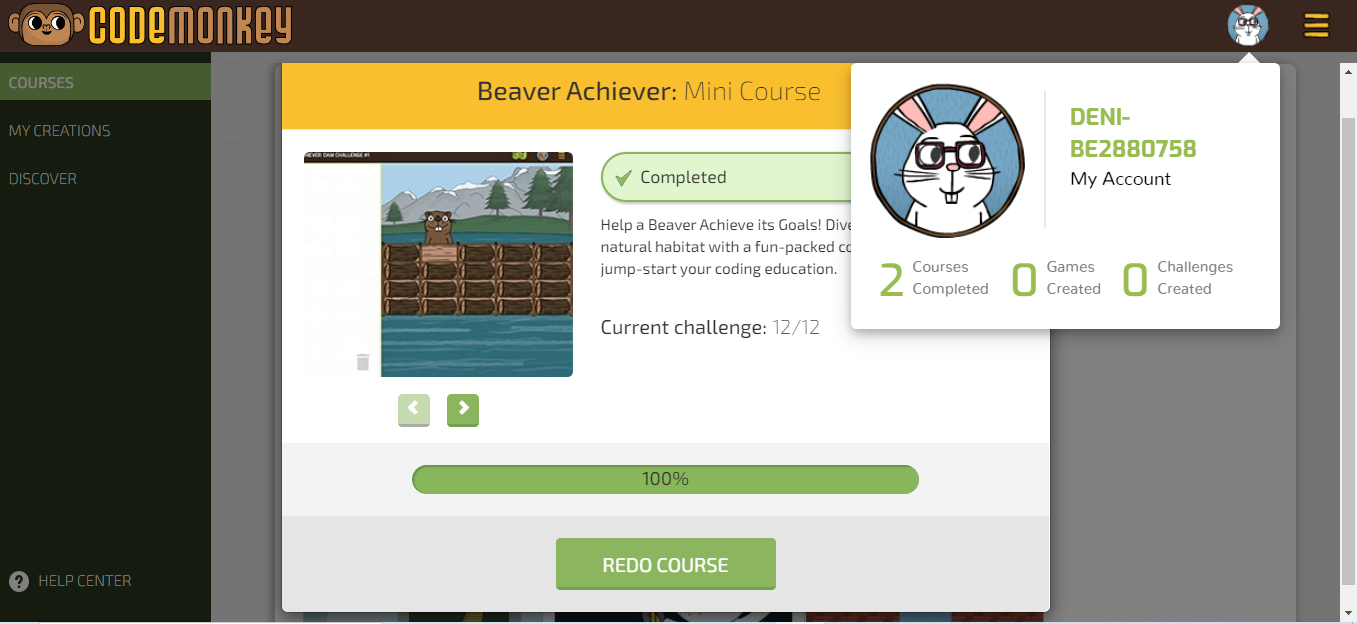 CODEMONKEY
COURSES
MY CREATIONS
DISCOVER
HELP CENTER
Beaver Achiever: Mini Course
Completed
Help a Beaver Achieve its Goals! Dive
natural habitat with a fun-packed
jump-start your coding education.
Current challenge: 12/12
100%
REDO COURSE
DENI-
BE2880758
My Account
2 Courses
Completed
0 Games
Created
0 Challenges
Created